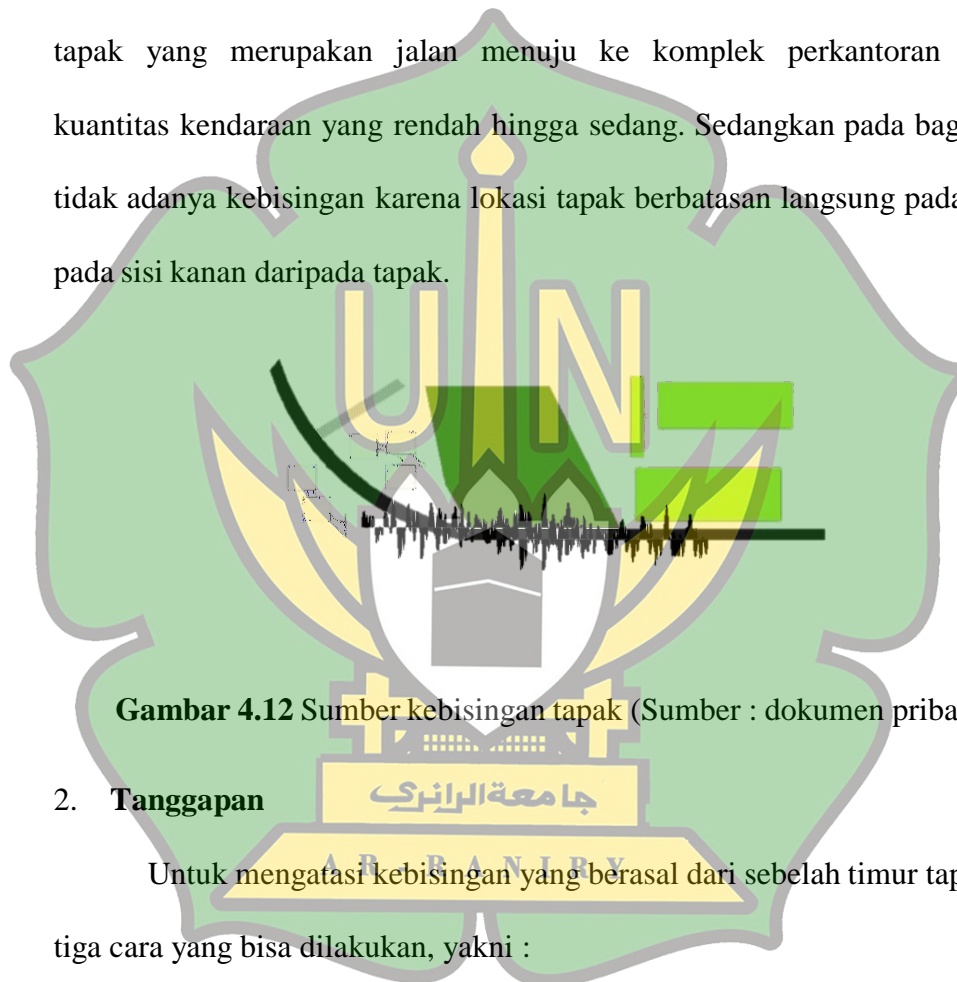 tapak yang merupakan jalan menuju ke komplek perkantoran
kuantitas kendaraan yang rendah hingga sedang. Sedangkan pada bag
tidak adanya kebisingan karena lokasi tapak berbatasan langsung pada
pada sisi kanan daripada tapak.
UIN
Gambar 4.12 Sumber kebisingan tapak (Sumber : dokumen priba
جامعة الرانري
2. Tanggapan
AR-RANIRY
Untuk mengatasi kebisingan yang berasal dari sebelah timur tap
tiga cara yang bisa dilakukan, yakni :